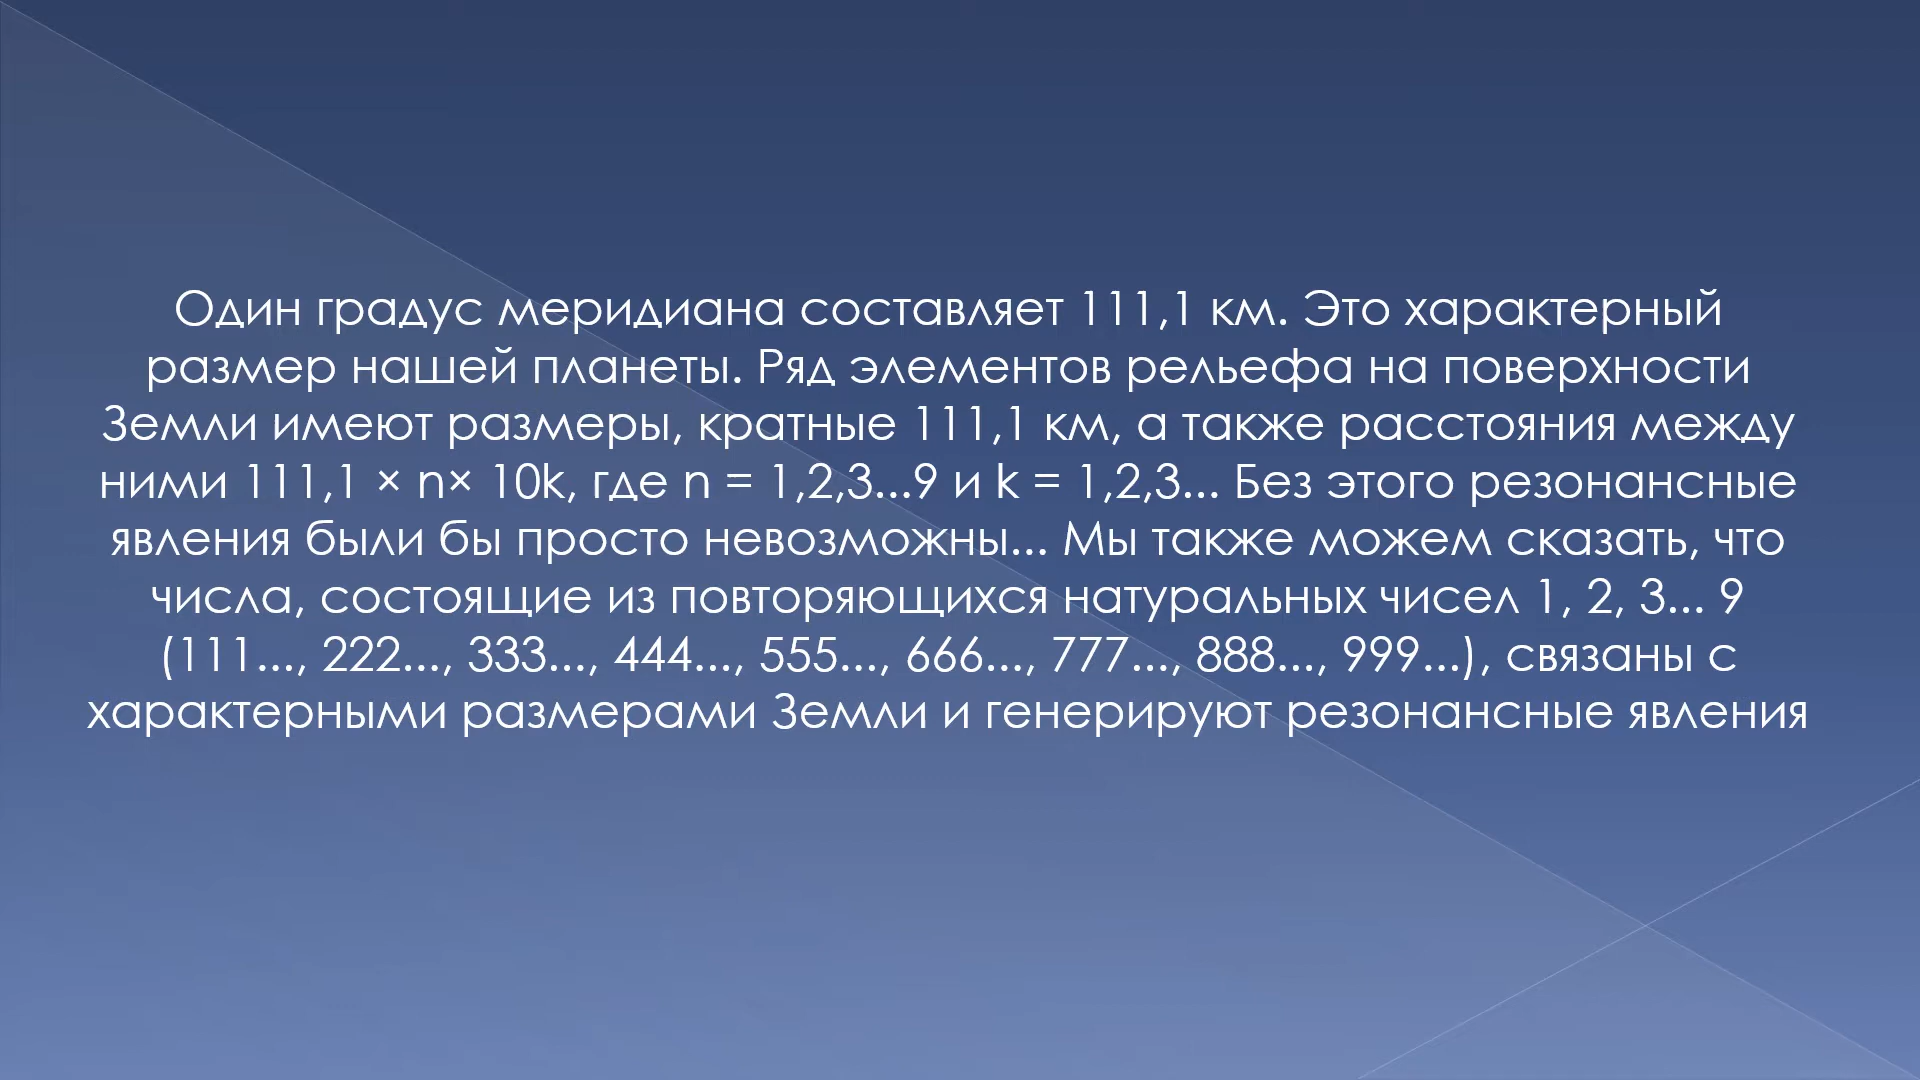 Один градус меридиана составляет 111,1 км. Это характерный
размер нашей планеты. Ряд элементов рельефа на поверхности
Земли имеют размеры, кратные 111,1 км, а также расстояния между
ними 111,1 × n× 10k, где n = 1,2,3...9 и k = 1,2,3... Без этого резонансные
явления были бы просто невозможны... Мы также можем сказать, что
числа, состоящие из повторяющихся натуральных чисел 1, 2, 3... 9
(111..., 222..., 333..., 444..., 555..., 666..., 777..., 888..., 999...), связаны с
характерными размерами Земли и генерируют резонансные явления